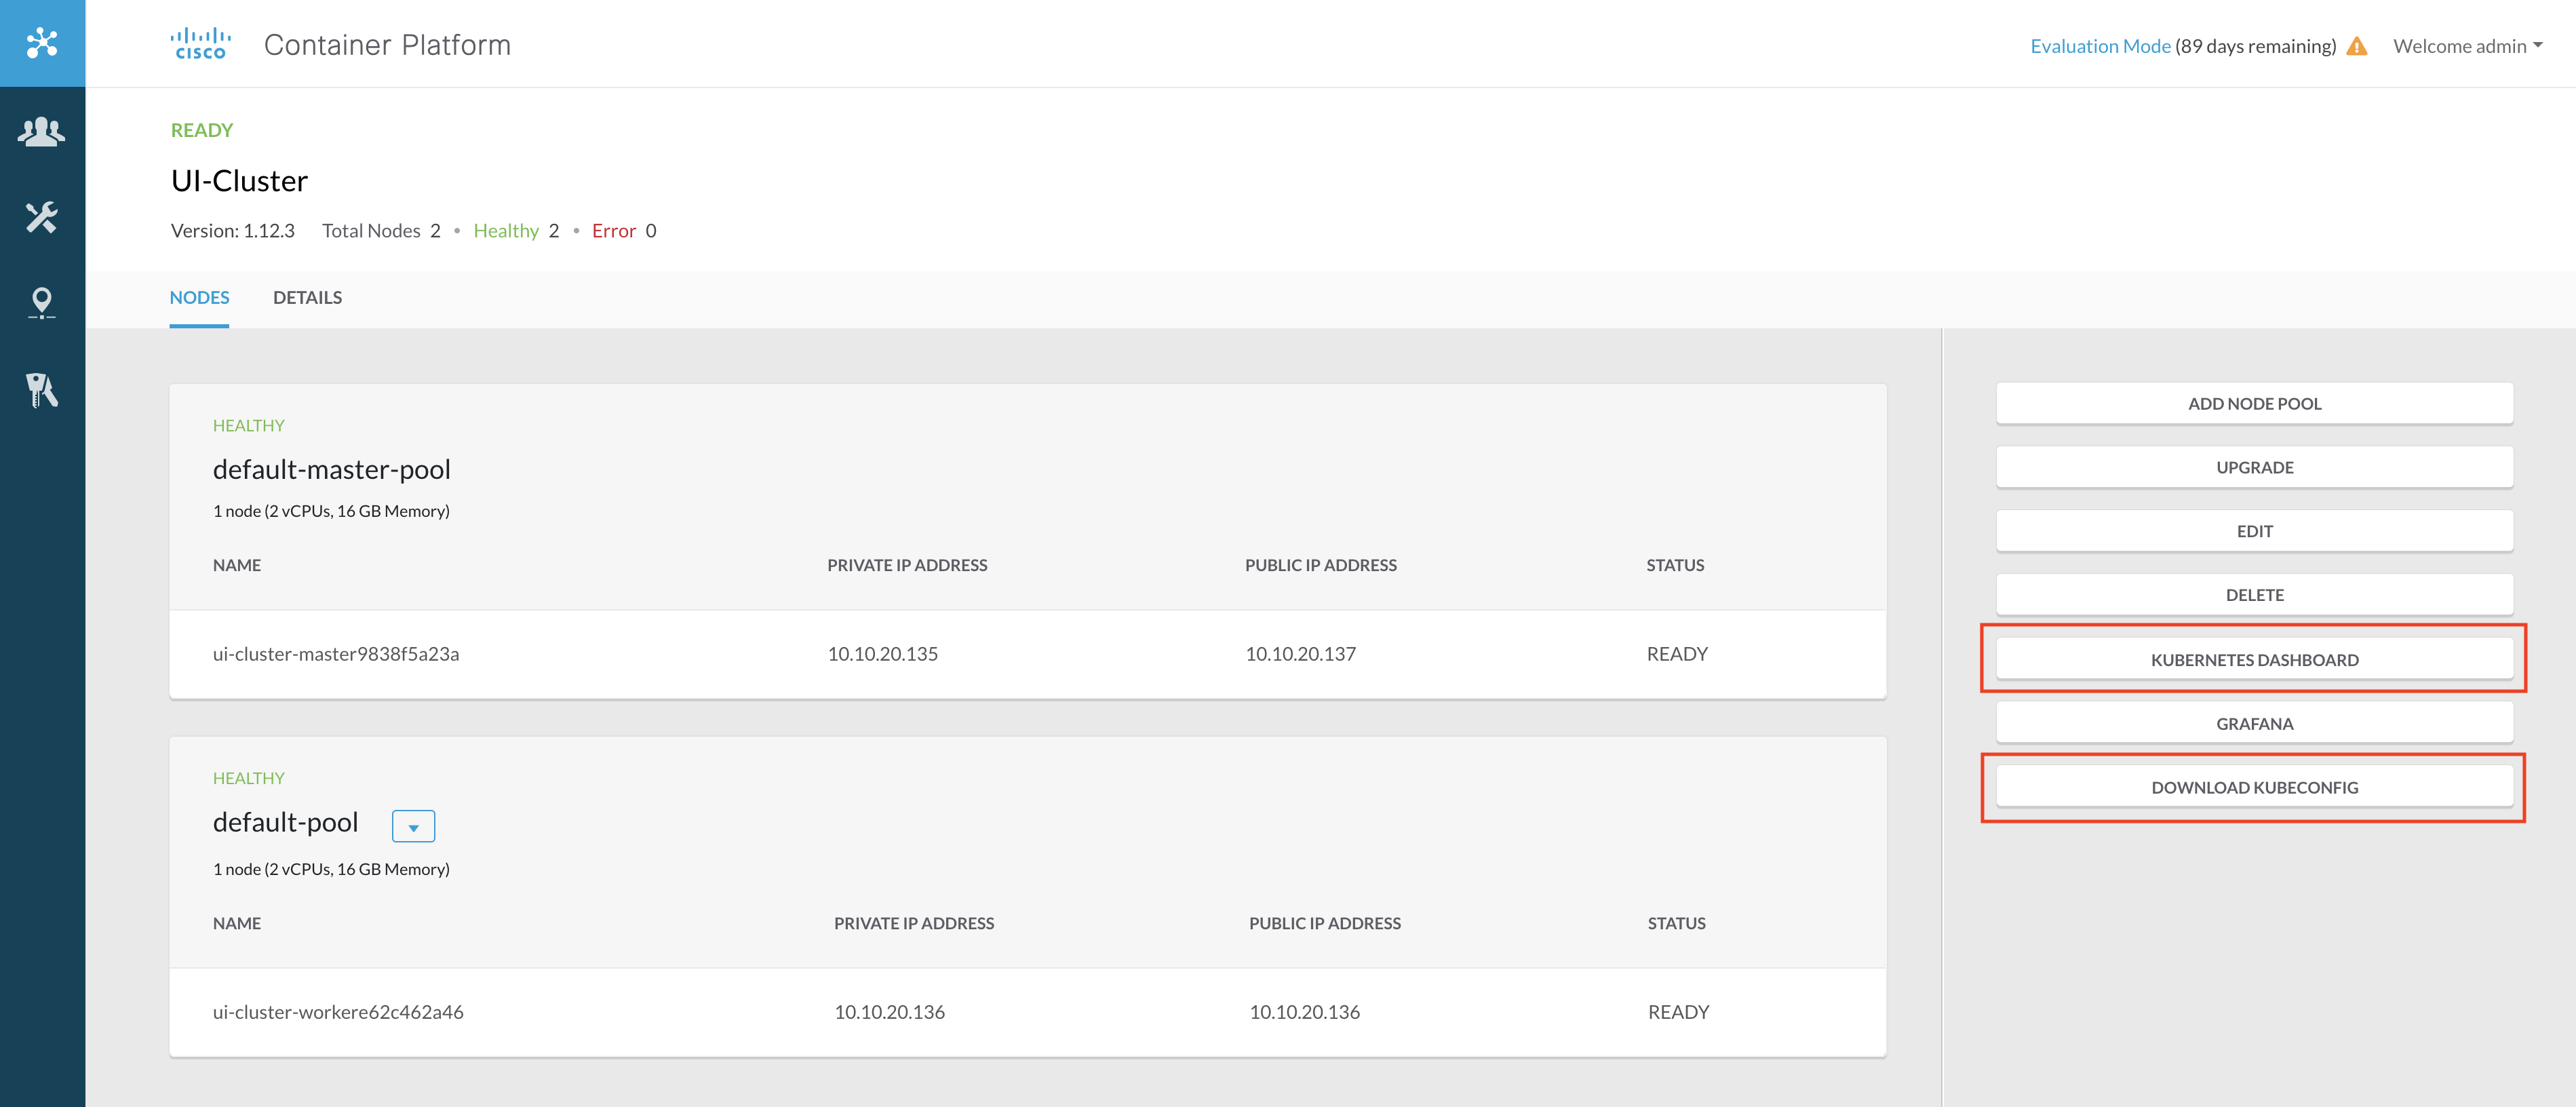 CISCO Container Platform
Evaluation Mode (89 days remaining) Welcome admin
READY
UI-Cluster
Version: 1.12.3 Total Nodes 2 • Healthy 2 • Error 0
NODES DETAILS
HEALTHY
default-master-pool
1 node (2 vCPUs, 16 GB Memory)
NAME PRIVATE IP ADDRESS PUBLIC IP ADDRESS STATUS
ui-cluster-master9838f5a23a 10.10.20.135 10.10.20.137 READY
HEALTHY
default-pool
1 node (2 vCPUs, 16 GB Memory)
NAME PRIVATE IP ADDRESS PUBLIC IP ADDRESS STATUS
ui-cluster-workere62c462a46 10.10.20.136 10.10.20.136 READY
ADD NODE POOL
UPGRADE
EDIT
DELETE
KUBERNETES DASHBOARD
GRAFANA
DOWNLOAD KUBECONFIG